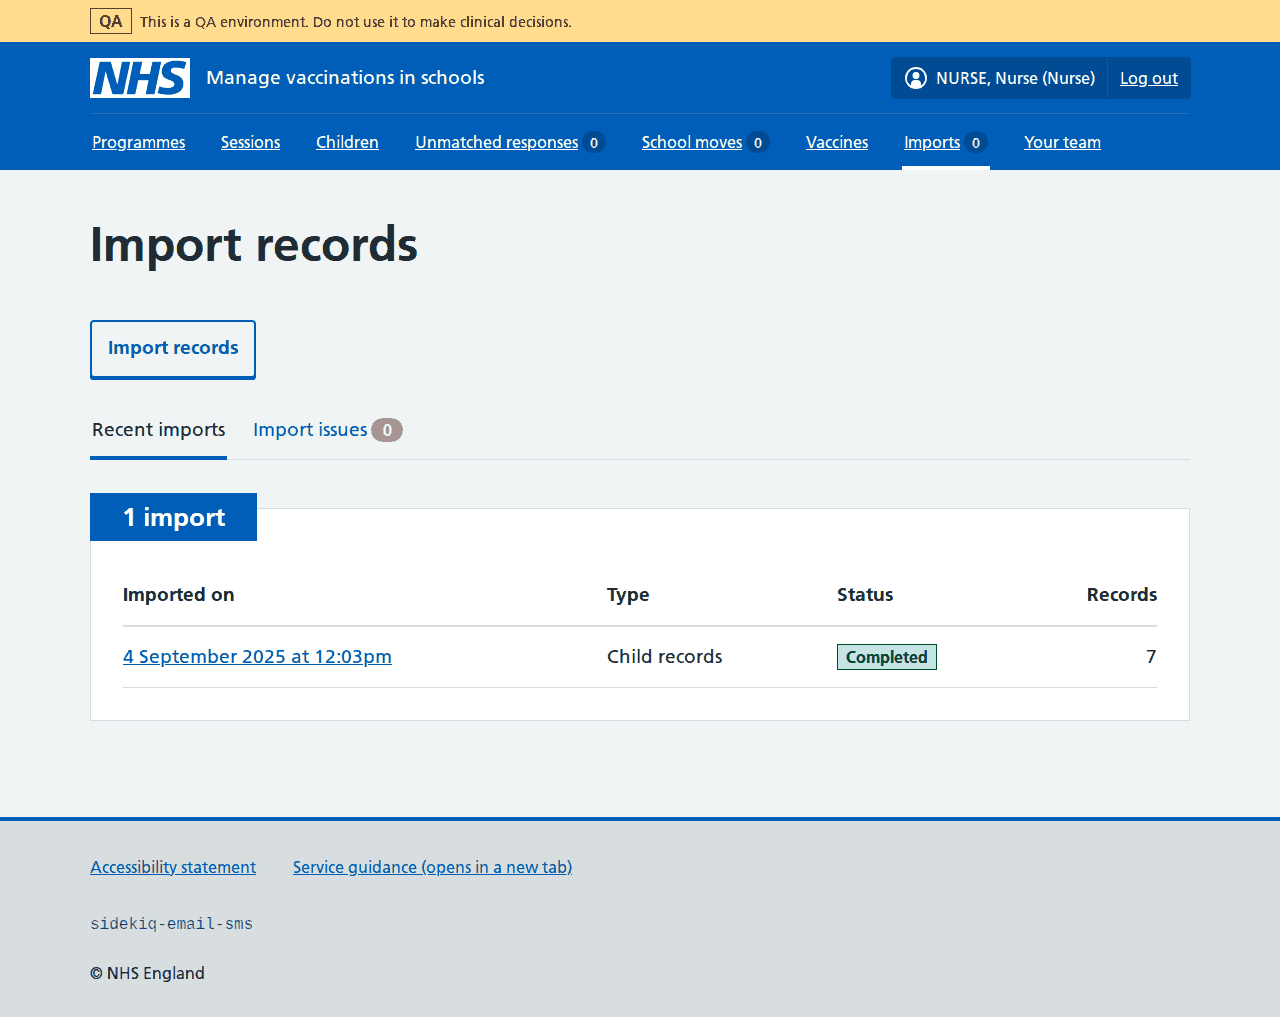 QA This is a QA environment. Do not use it to make clinical decisions.
NHS Manage vaccinations in schools NURSE, Nurse (Nurse) Log out
Programmes Sessions Children Unmatched responses 0 School moves 0 Vaccines Imports 0 Your team
Import records
Import records
Recent imports Import issues 0
1 import
Imported on Type Status Records
4 September 2025 at 12:03pm Child records Completed 7
Accessibility statement Service guidance (opens in a new tab)
sidekiq-email-sms
© NHS England